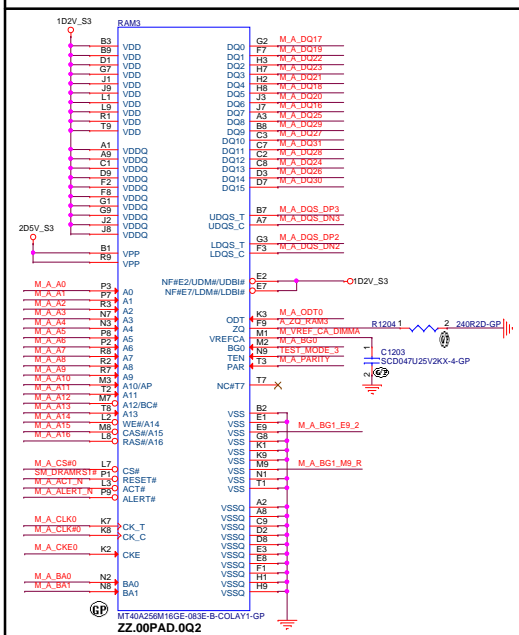 1D2V_S3
RAM3
B3 VDD
B9 VDD
D1 VDD
G7 VDD
J1 VDD
J9 VDD
L1 VDD
L9 VDD
R1 VDD
T9 VDD
A1 VDDQ
A9 VDDQ
C1 VDDQ
D9 VDDQ
F2 VDDQ
F8 VDDQ
G1 VDDQ
G9 VDDQ
J2 VDDQ
J8 VDDQ
2D5V_S3
B1 VPP
R9 VPP
M_A_A0 P3 A0
M_A_A1 P7 A1
M_A_A2 R3 A2
M_A_A3 N7 A3
M_A_A4 N3 A4
M_A_A5 P8 A5
M_A_A6 P2 A6
M_A_A7 R8 A7
M_A_A8 R2 A8
M_A_A9 R7 A9
M_A_A10 M3 A10/AP
M_A_A11 T2 A11
M_A_A12 M7 A12/BC#
M_A_A13 T8 A13
M_A_A14 L2 WE#/A14
M_A_A15 M8 CAS#/A15
M_A_A16 L8 RAS#/A16
M_A_CS#0 L7 CS#
SM_DRAMRST# P1 RESET#
M_A_ACT_N L3 ACT#
M_A_ALERT_N P9 ALERT#
M_A_CLK0 K7 CK_T
M_A_CLK#0 K8 CK_C
M_A_CKE0 K2 CKE
M_A_BA0 N2 BA0
M_A_BA1 N8 BA1
DQ0 G2 M_A_DQ17
DQ1 F7 M_A_DQ19
DQ2 H3 M_A_DQ22
DQ3 H7 M_A_DQ23
DQ4 H2 M_A_DQ21
DQ5 H8 M_A_DQ18
DQ6 J3 M_A_DQ20
DQ7 J7 M_A_DQ16
DQ8 A3 M_A_DQ25
DQ9 B8 M_A_DQ29
DQ10 C3 M_A_DQ27
DQ11 C7 M_A_DQ31
DQ12 C2 M_A_DQ28
DQ13 C8 M_A_DQ24
DQ14 D3 M_A_DQ26
DQ15 D7 M_A_DQ30
UDQS_T B7 M_A_DQS_DP3
UDQS_C A7 M_A_DQS_DN3
LDQS_T G3 M_A_DQS_DP2
LDQS_C F3 M_A_DQS_DN2
NF#E2/UDM#/UDBI# E2
NF#E7/LDM#/LDBI# E7
1D2V_S3
ODT K3 M_A_ODT0
ZQ F9 A_ZQ_RAM3
R1204 1 2 240R2D-GP
VREFCA M1 M_VREF_CA_DIMMA
BG0 M2 M_A_BG0
TEN N9 TEST_MODE_3
PAR T3 M_A_PARITY
NC#T7 T7
C1203
SCD047U25V2KX-4-GP
1
2
VSS B2
VSS E1
VSS E9 M_A_BG1_E9_2
VSS G8
VSS K1
VSS K9
VSS M9 M_A_BG1_M9_R
VSS N1
VSS T1
VSSQ A2
VSSQ A8
VSSQ C9
VSSQ D2
VSSQ D8
VSSQ E3
VSSQ E8
VSSQ F1
VSSQ H1
VSSQ H9
GP
MT40A256M16GE-083E-B-COLAY1-GP
ZZ.00PAD.0Q2